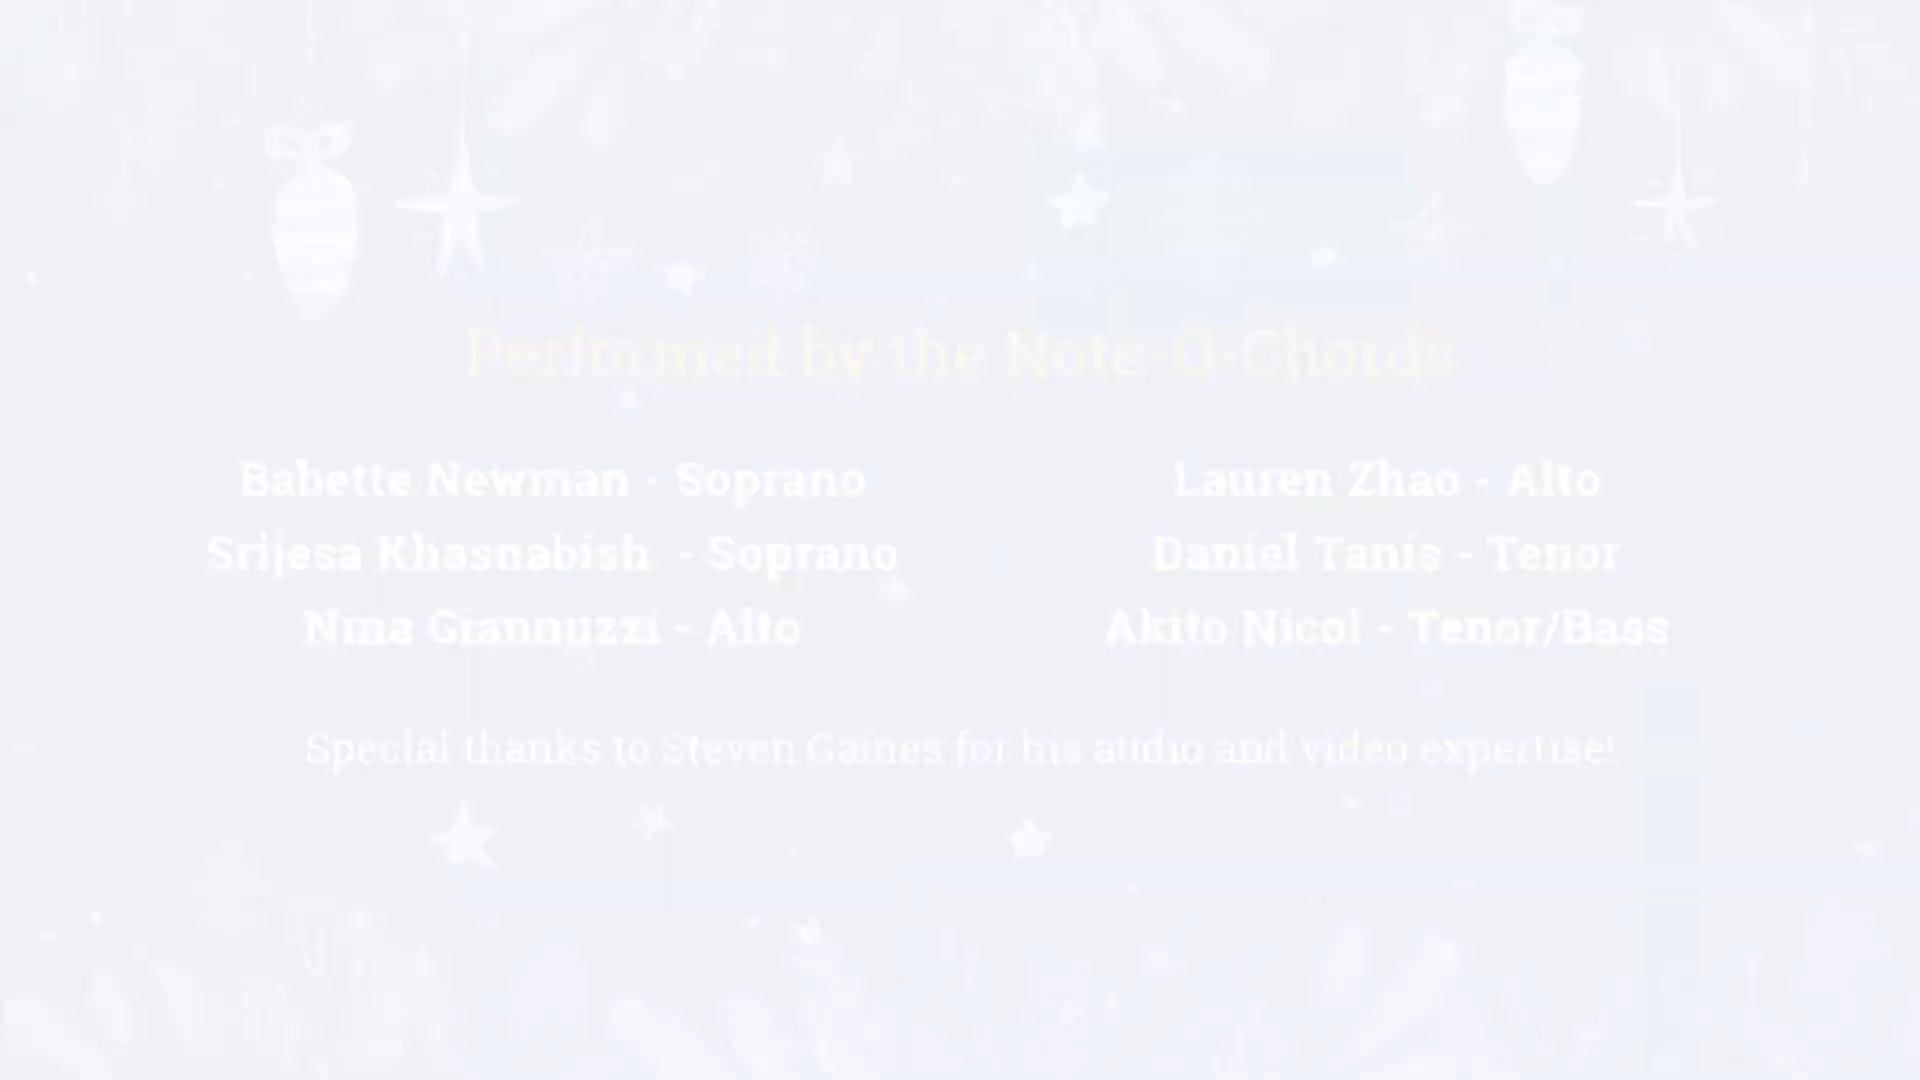 Performed by the Note-O-Chords
Babette Newman - Soprano
Srijesa Khasnabish - Soprano
Nina Giannuzzi - Alto
Lauren Zhao - Alto
Daniel Tanis - Tenor
Akito Nicol - Tenor/Bass
Special thanks to Steven Gaines for his audio and video expertise!